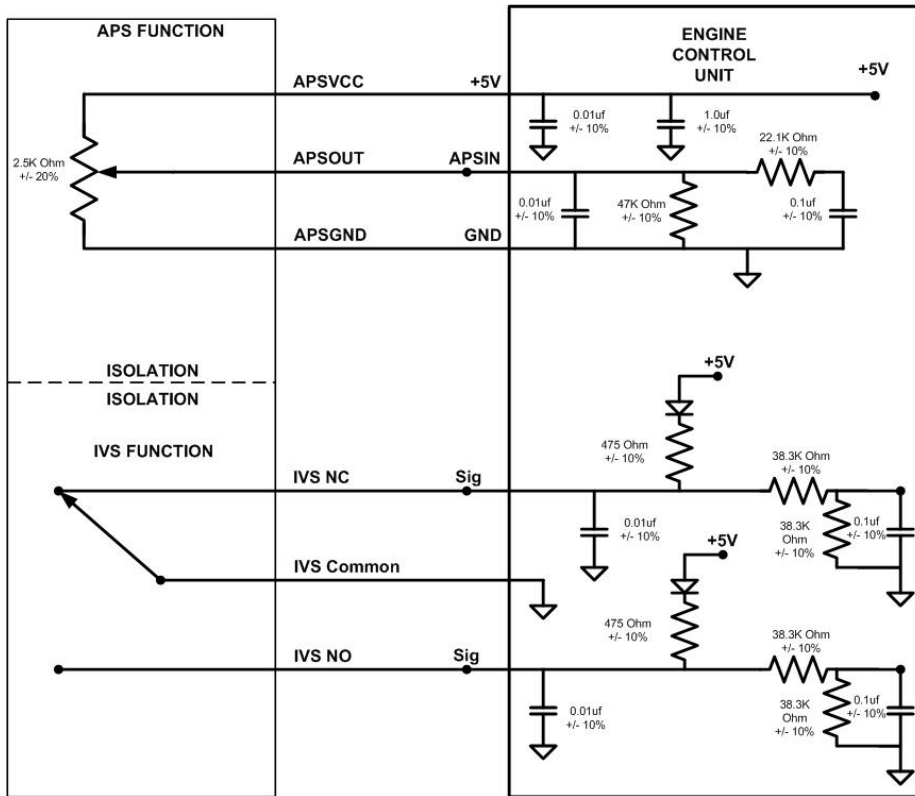 APS FUNCTION
ENGINE
CONTROL
UNIT
APSVCC
+5V
+5V
0.01uf
+/- 10%
1.0uf
+/- 10%
22.1K Ohm
+/- 10%
2.5K Ohm
+/- 20%
APSOUT
APSIN
0.01uf
+/- 10%
47K Ohm
+/- 10%
0.1uf
+/- 10%
APSGND
GND
ISOLATION
ISOLATION
+5V
IVS FUNCTION
475 Ohm
+/- 10%
38.3K Ohm
+/- 10%
IVS NC
Sig
0.01uf
+/- 10%
38.3K
Ohm
+/- 10%
0.1uf
+/- 10%
+5V
IVS Common
475 Ohm
+/- 10%
38.3K Ohm
+/- 10%
IVS NO
Sig
0.01uf
+/- 10%
38.3K
Ohm
+/- 10%
0.1uf
+/- 10%